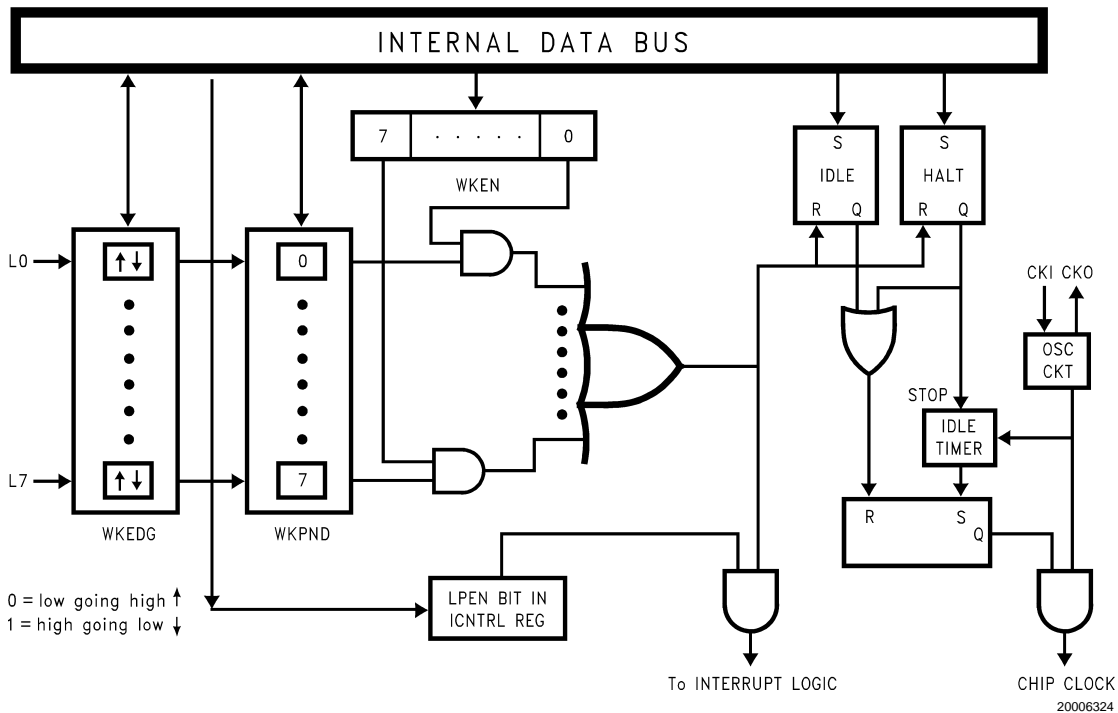 INTERNAL DATA BUS
7 . . . . . 0
WKEN
S
IDLE
R Q
S
HALT
R Q
L0
↑↓
0
CKI CKO
OSC
CKT
STOP
IDLE
TIMER
L7
↑↓
7
WKEDG
WKPND
R S
Q
0 = low going high ↑
1 = high going low ↓
LPEN BIT IN
ICNTRL REG
To INTERRUPT LOGIC
CHIP CLOCK
20006324